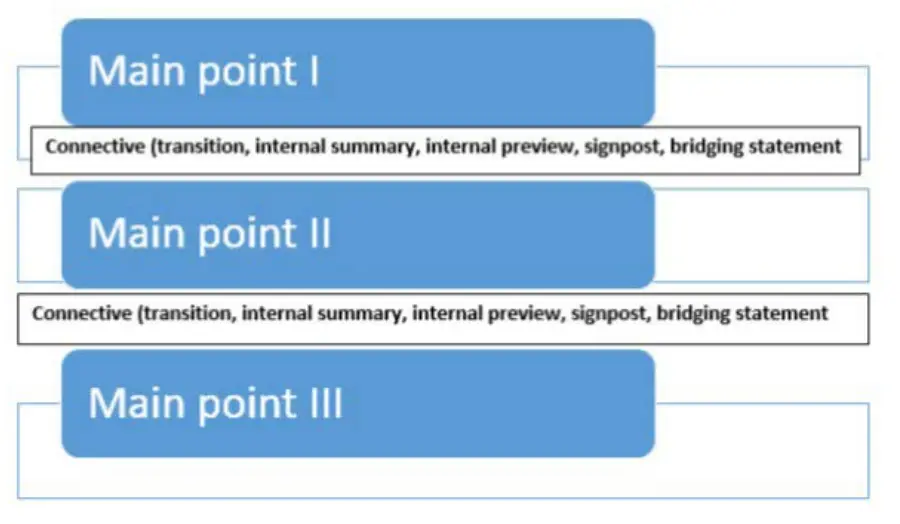 Main point I
Connective (transition, internal summary, internal preview, signpost, bridging statement
Main point II
Connective (transition, internal summary, internal preview, signpost, bridging statement
Main point III